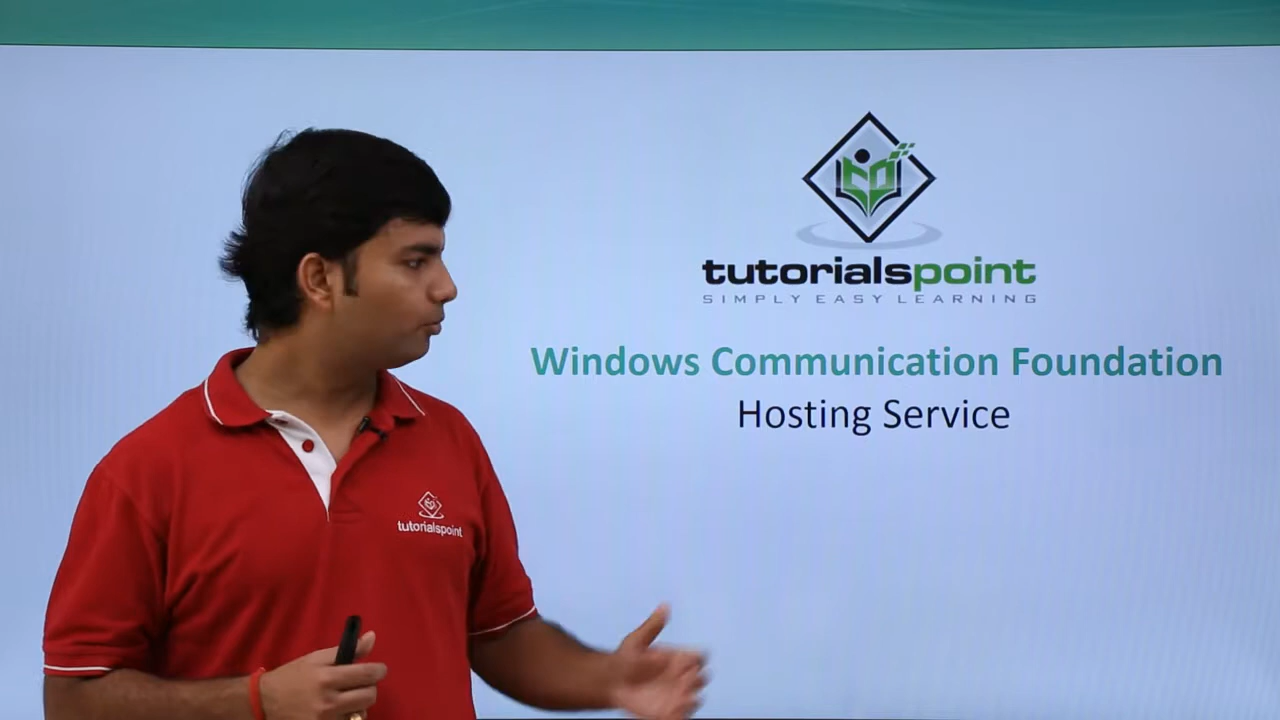 tutorialspoint
SIMPLY EASY LEARNING
Windows Communication Foundation
Hosting Service
tutorialspoint